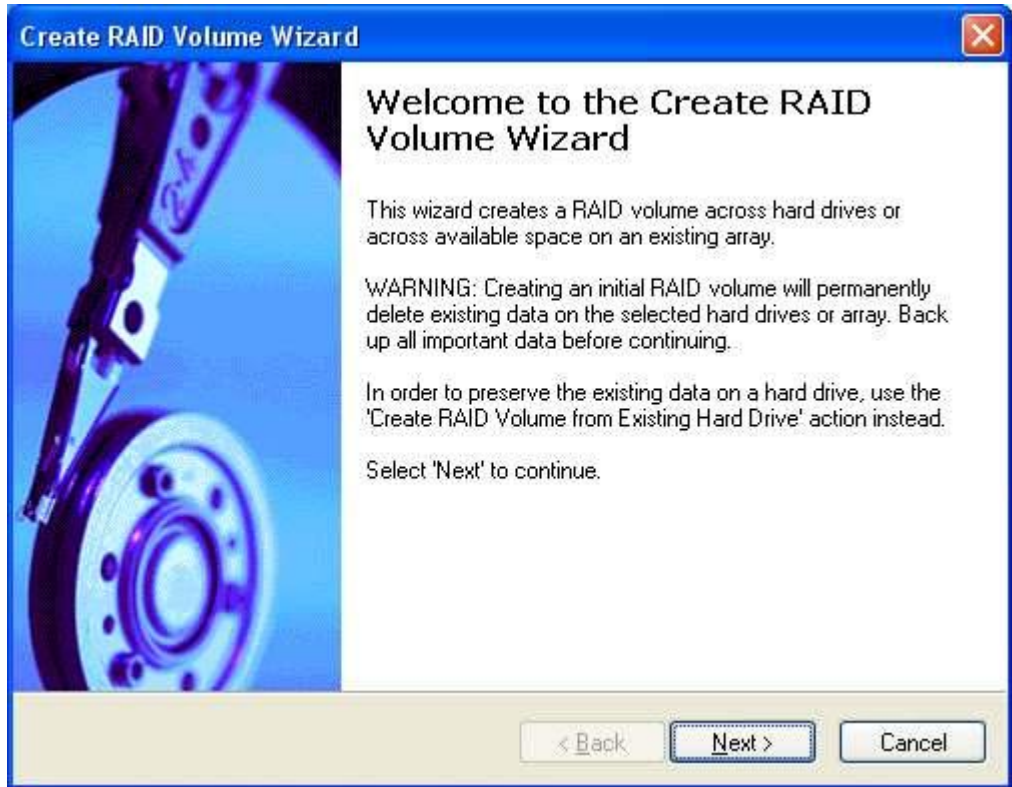 Create RAID Volume Wizard
Welcome to the Create RAID
Volume Wizard
This wizard creates a RAID volume across hard drives or
across available space on an existing array.
WARNING: Creating an initial RAID volume will permanently
delete existing data on the selected hard drives or array. Back
up all important data before continuing.
In order to preserve the existing data on a hard drive, use the
'Create RAID Volume from Existing Hard Drive' action instead.
Select 'Next' to continue.
< Back Next > Cancel